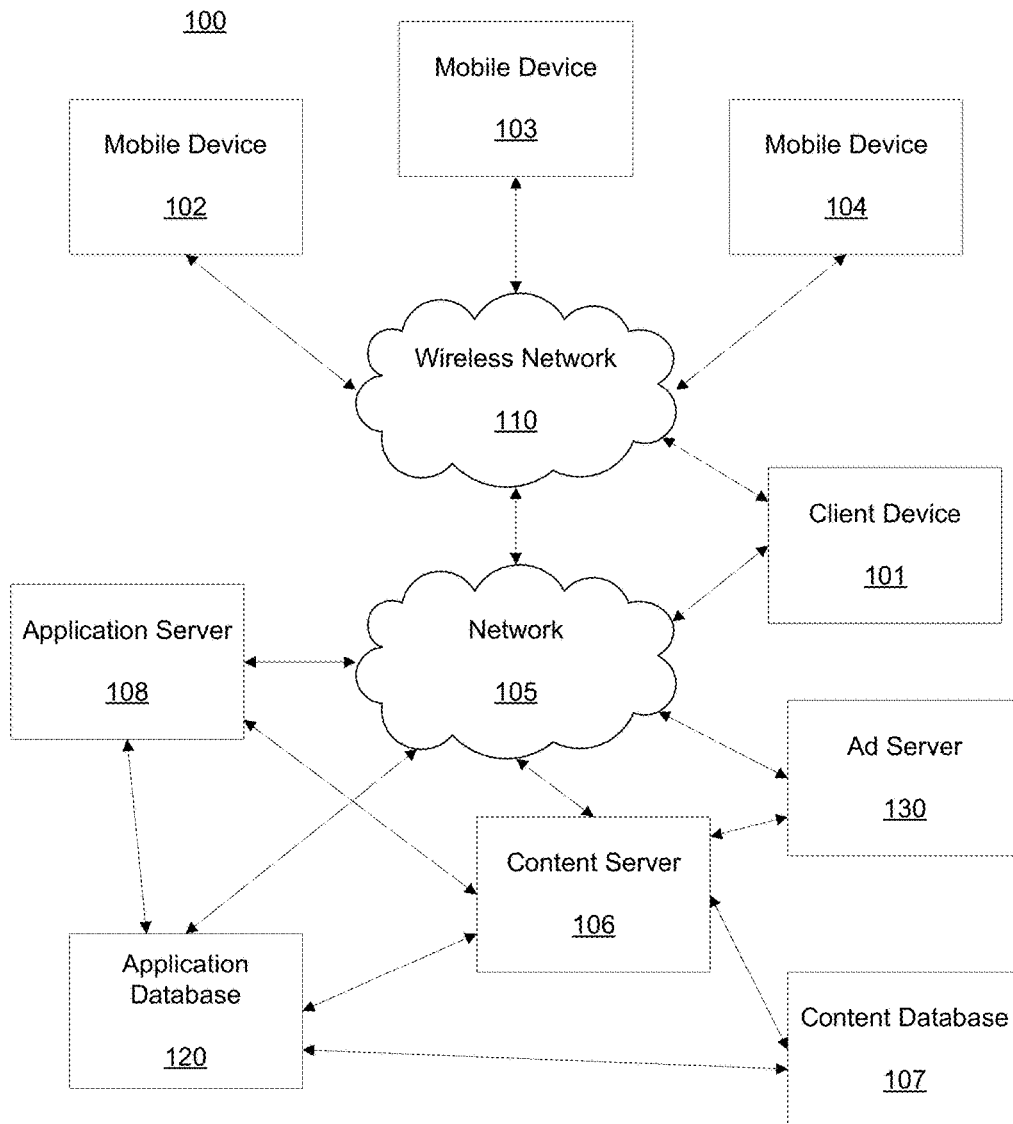 100
Mobile Device
103
Mobile Device
102
Mobile Device
104
Wireless Network
110
Client Device
101
Application Server
108
Network
105
Ad Server
130
Content Server
106
Application
Database
120
Content Database
107